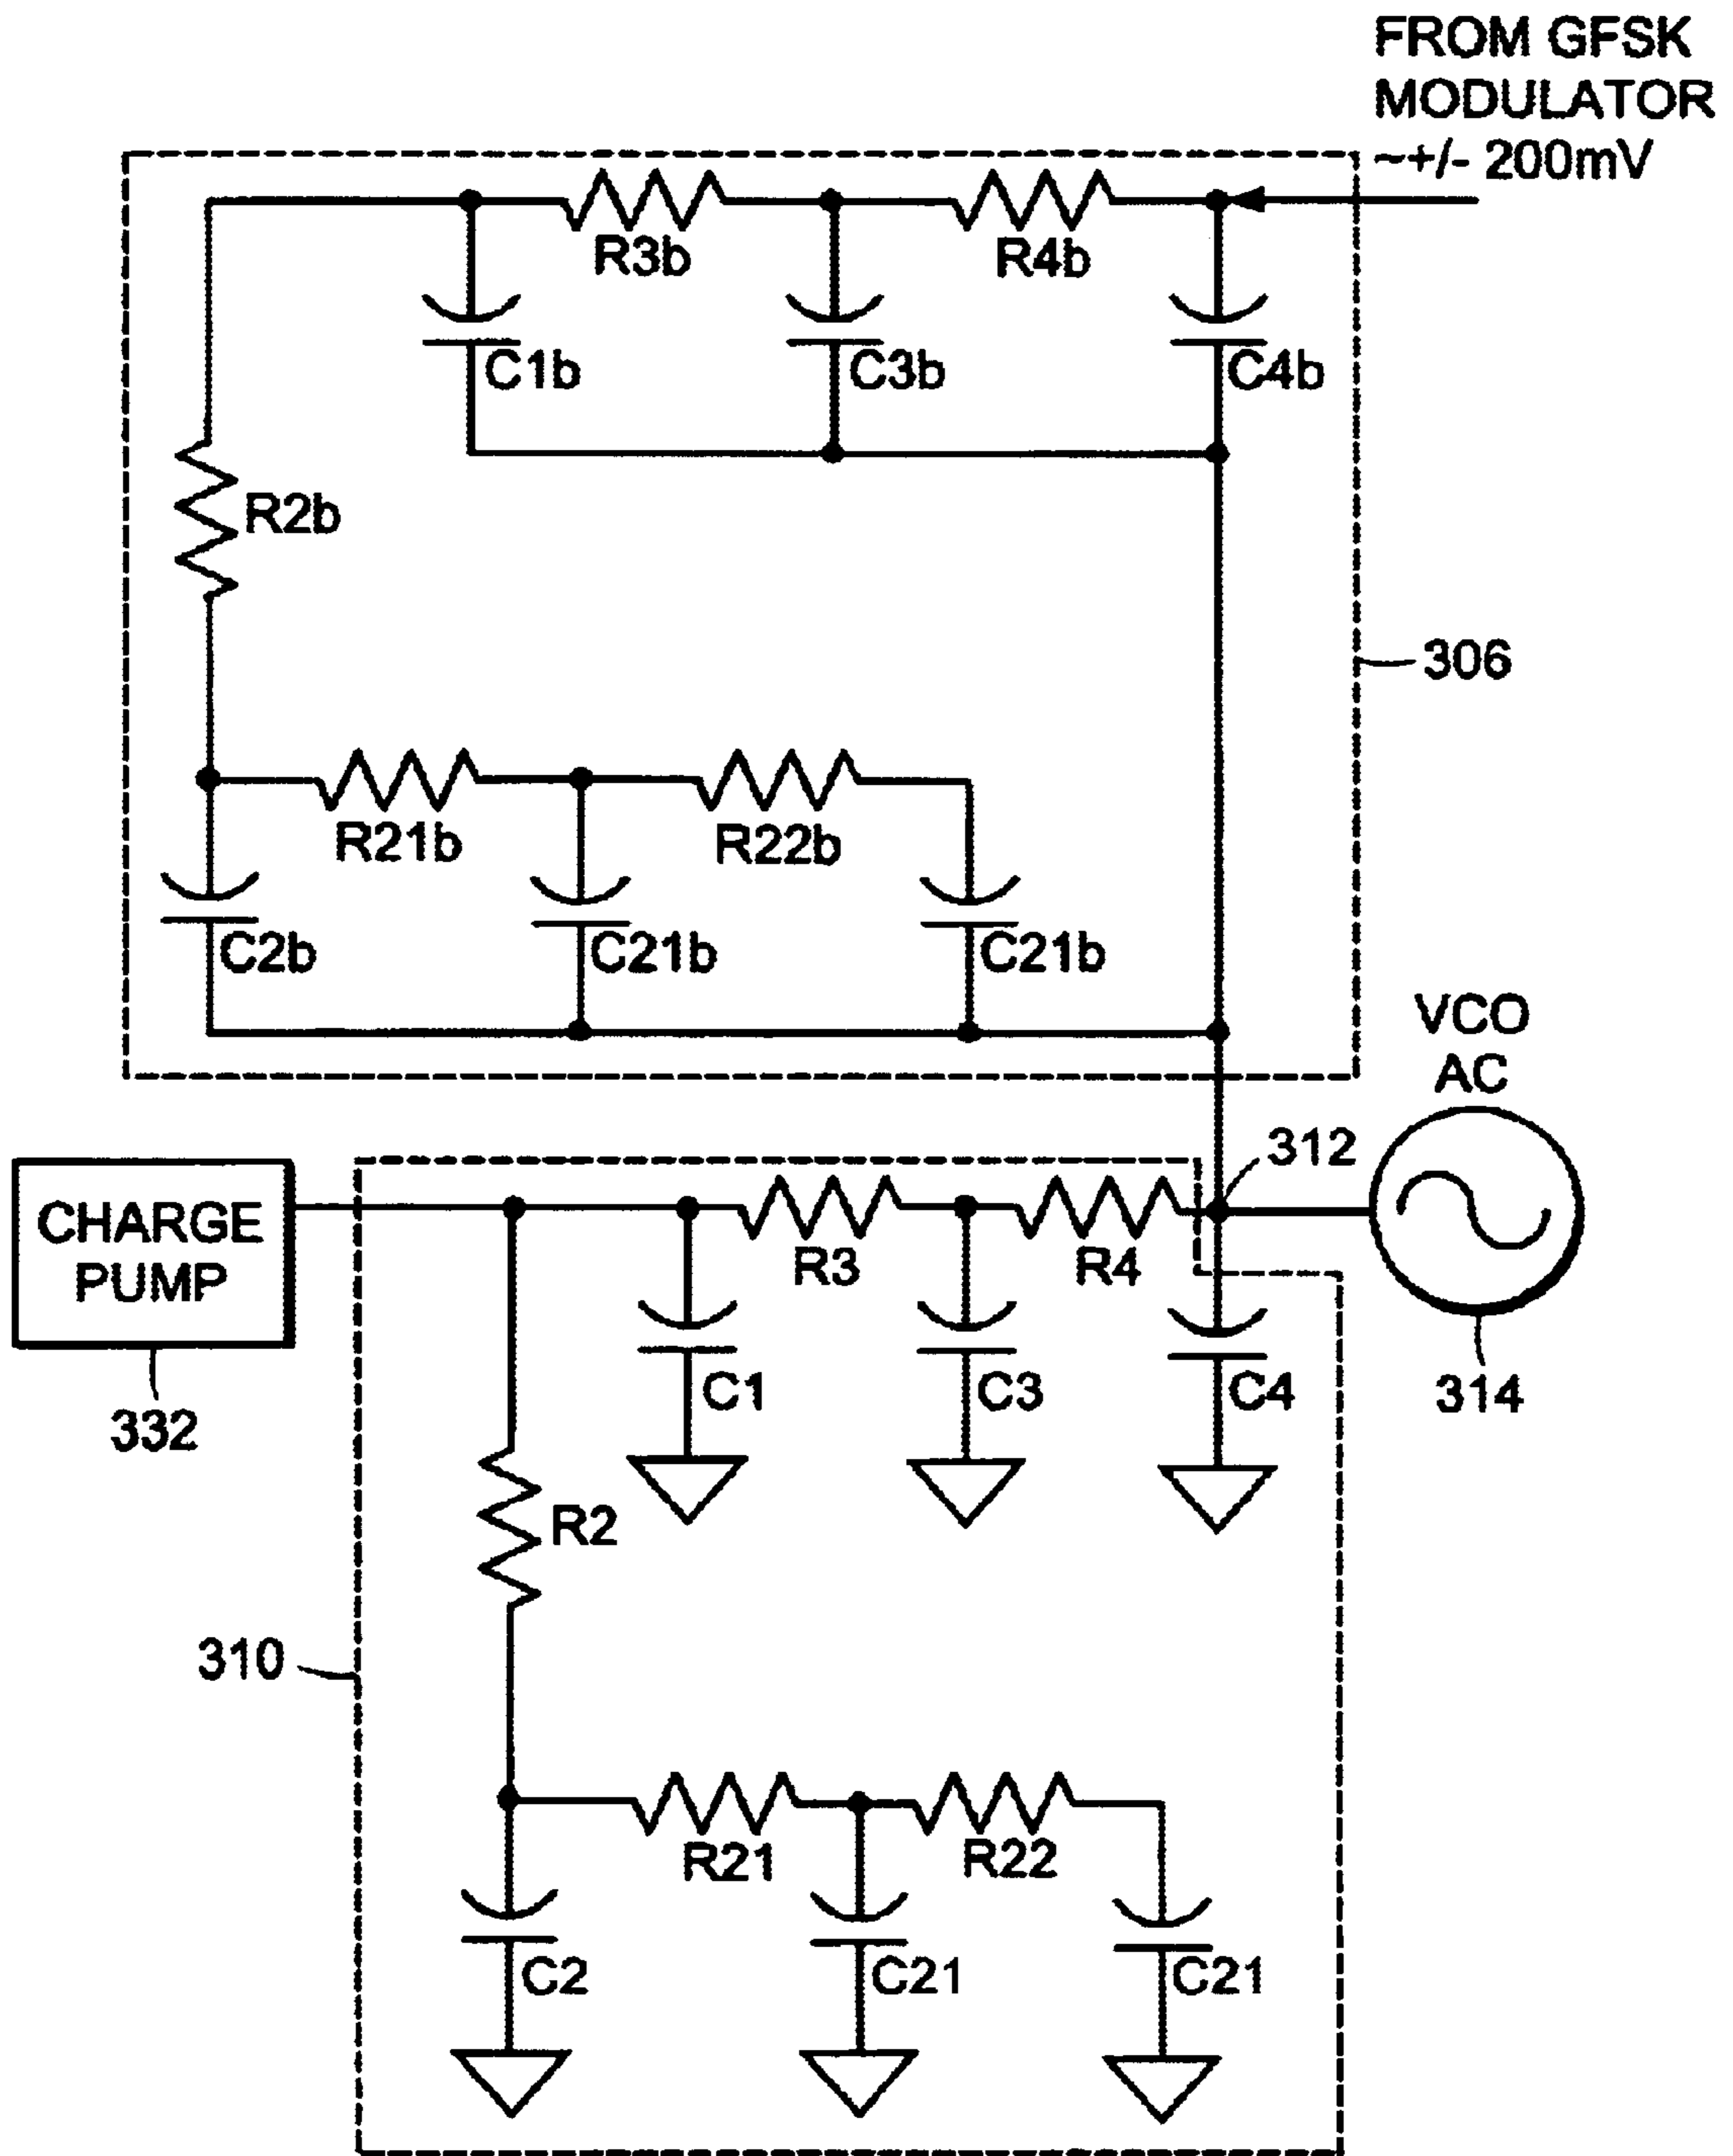 FROM GFSK
MODULATOR
~+/- 200mV
R3b
R4b
C1b
C3b
C4b
R2b
306
R21b
R22b
C2b
C21b
C21b
VCO
AC
312
CHARGE
PUMP
R3
R4
C1
C3
C4
314
332
R2
310
R21
R22
C2
C21
C21